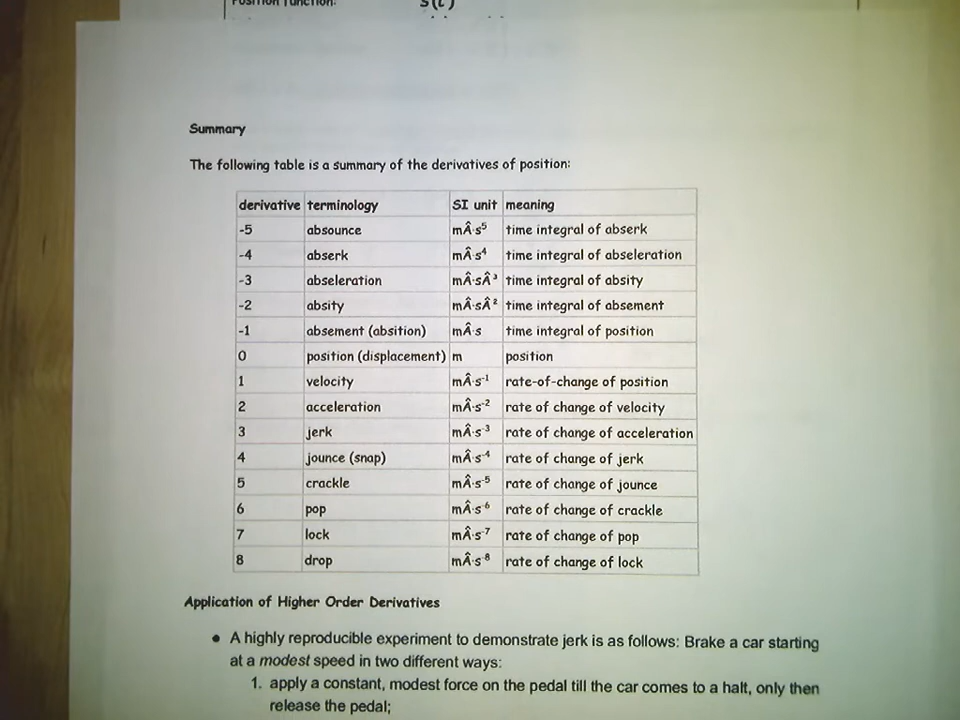 Position function: s(t)
Summary
The following table is a summary of the derivatives of position:
derivative terminology SI unit meaning
-5 absounce mÂ·s⁵ time integral of abserk
-4 abserk mÂ·s⁴ time integral of abseleration
-3 abseleration mÂ·sÂ³ time integral of absity
-2 absity mÂ·sÂ² time integral of absement
-1 absement (absition) mÂ·s time integral of position
0 position (displacement) m position
1 velocity mÂ·s⁻¹ rate-of-change of position
2 acceleration mÂ·s⁻² rate of change of velocity
3 jerk mÂ·s⁻³ rate of change of acceleration
4 jounce (snap) mÂ·s⁻⁴ rate of change of jerk
5 crackle mÂ·s⁻⁵ rate of change of jounce
6 pop mÂ·s⁻⁶ rate of change of crackle
7 lock mÂ·s⁻⁷ rate of change of pop
8 drop mÂ·s⁻⁸ rate of change of lock
Application of Higher Order Derivatives
• A highly reproducible experiment to demonstrate jerk is as follows: Brake a car starting
at a modest speed in two different ways:
1. apply a constant, modest force on the pedal till the car comes to a halt, only then
release the pedal;